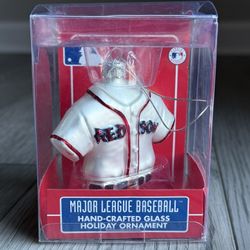 RED SOX
MAJOR LEAGUE BASEBALL
HAND-CRAFTED GLASS
HOLIDAY ORNAMENT